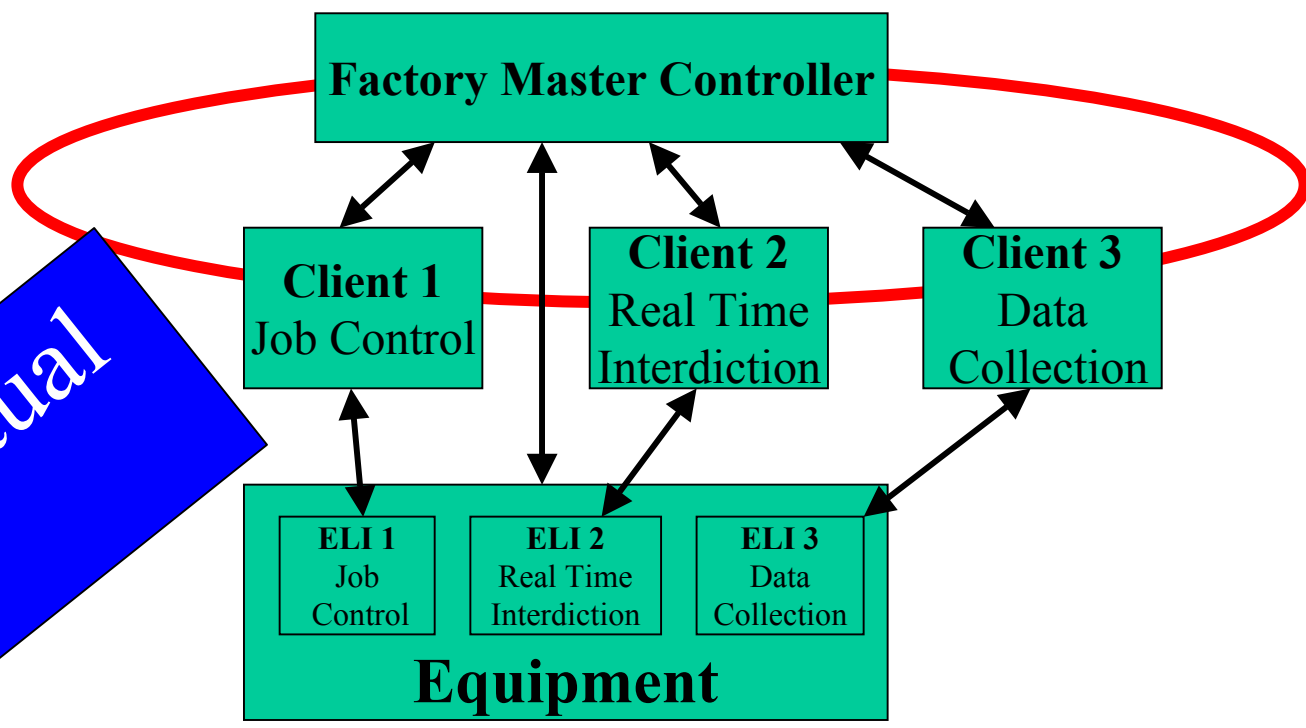 Factory Master Controller
Client 1
Job Control
Client 2
Real Time
Interdiction
Client 3
Data
Collection
ELI 1
Job
Control
ELI 2
Real Time
Interdiction
ELI 3
Data
Collection
Equipment